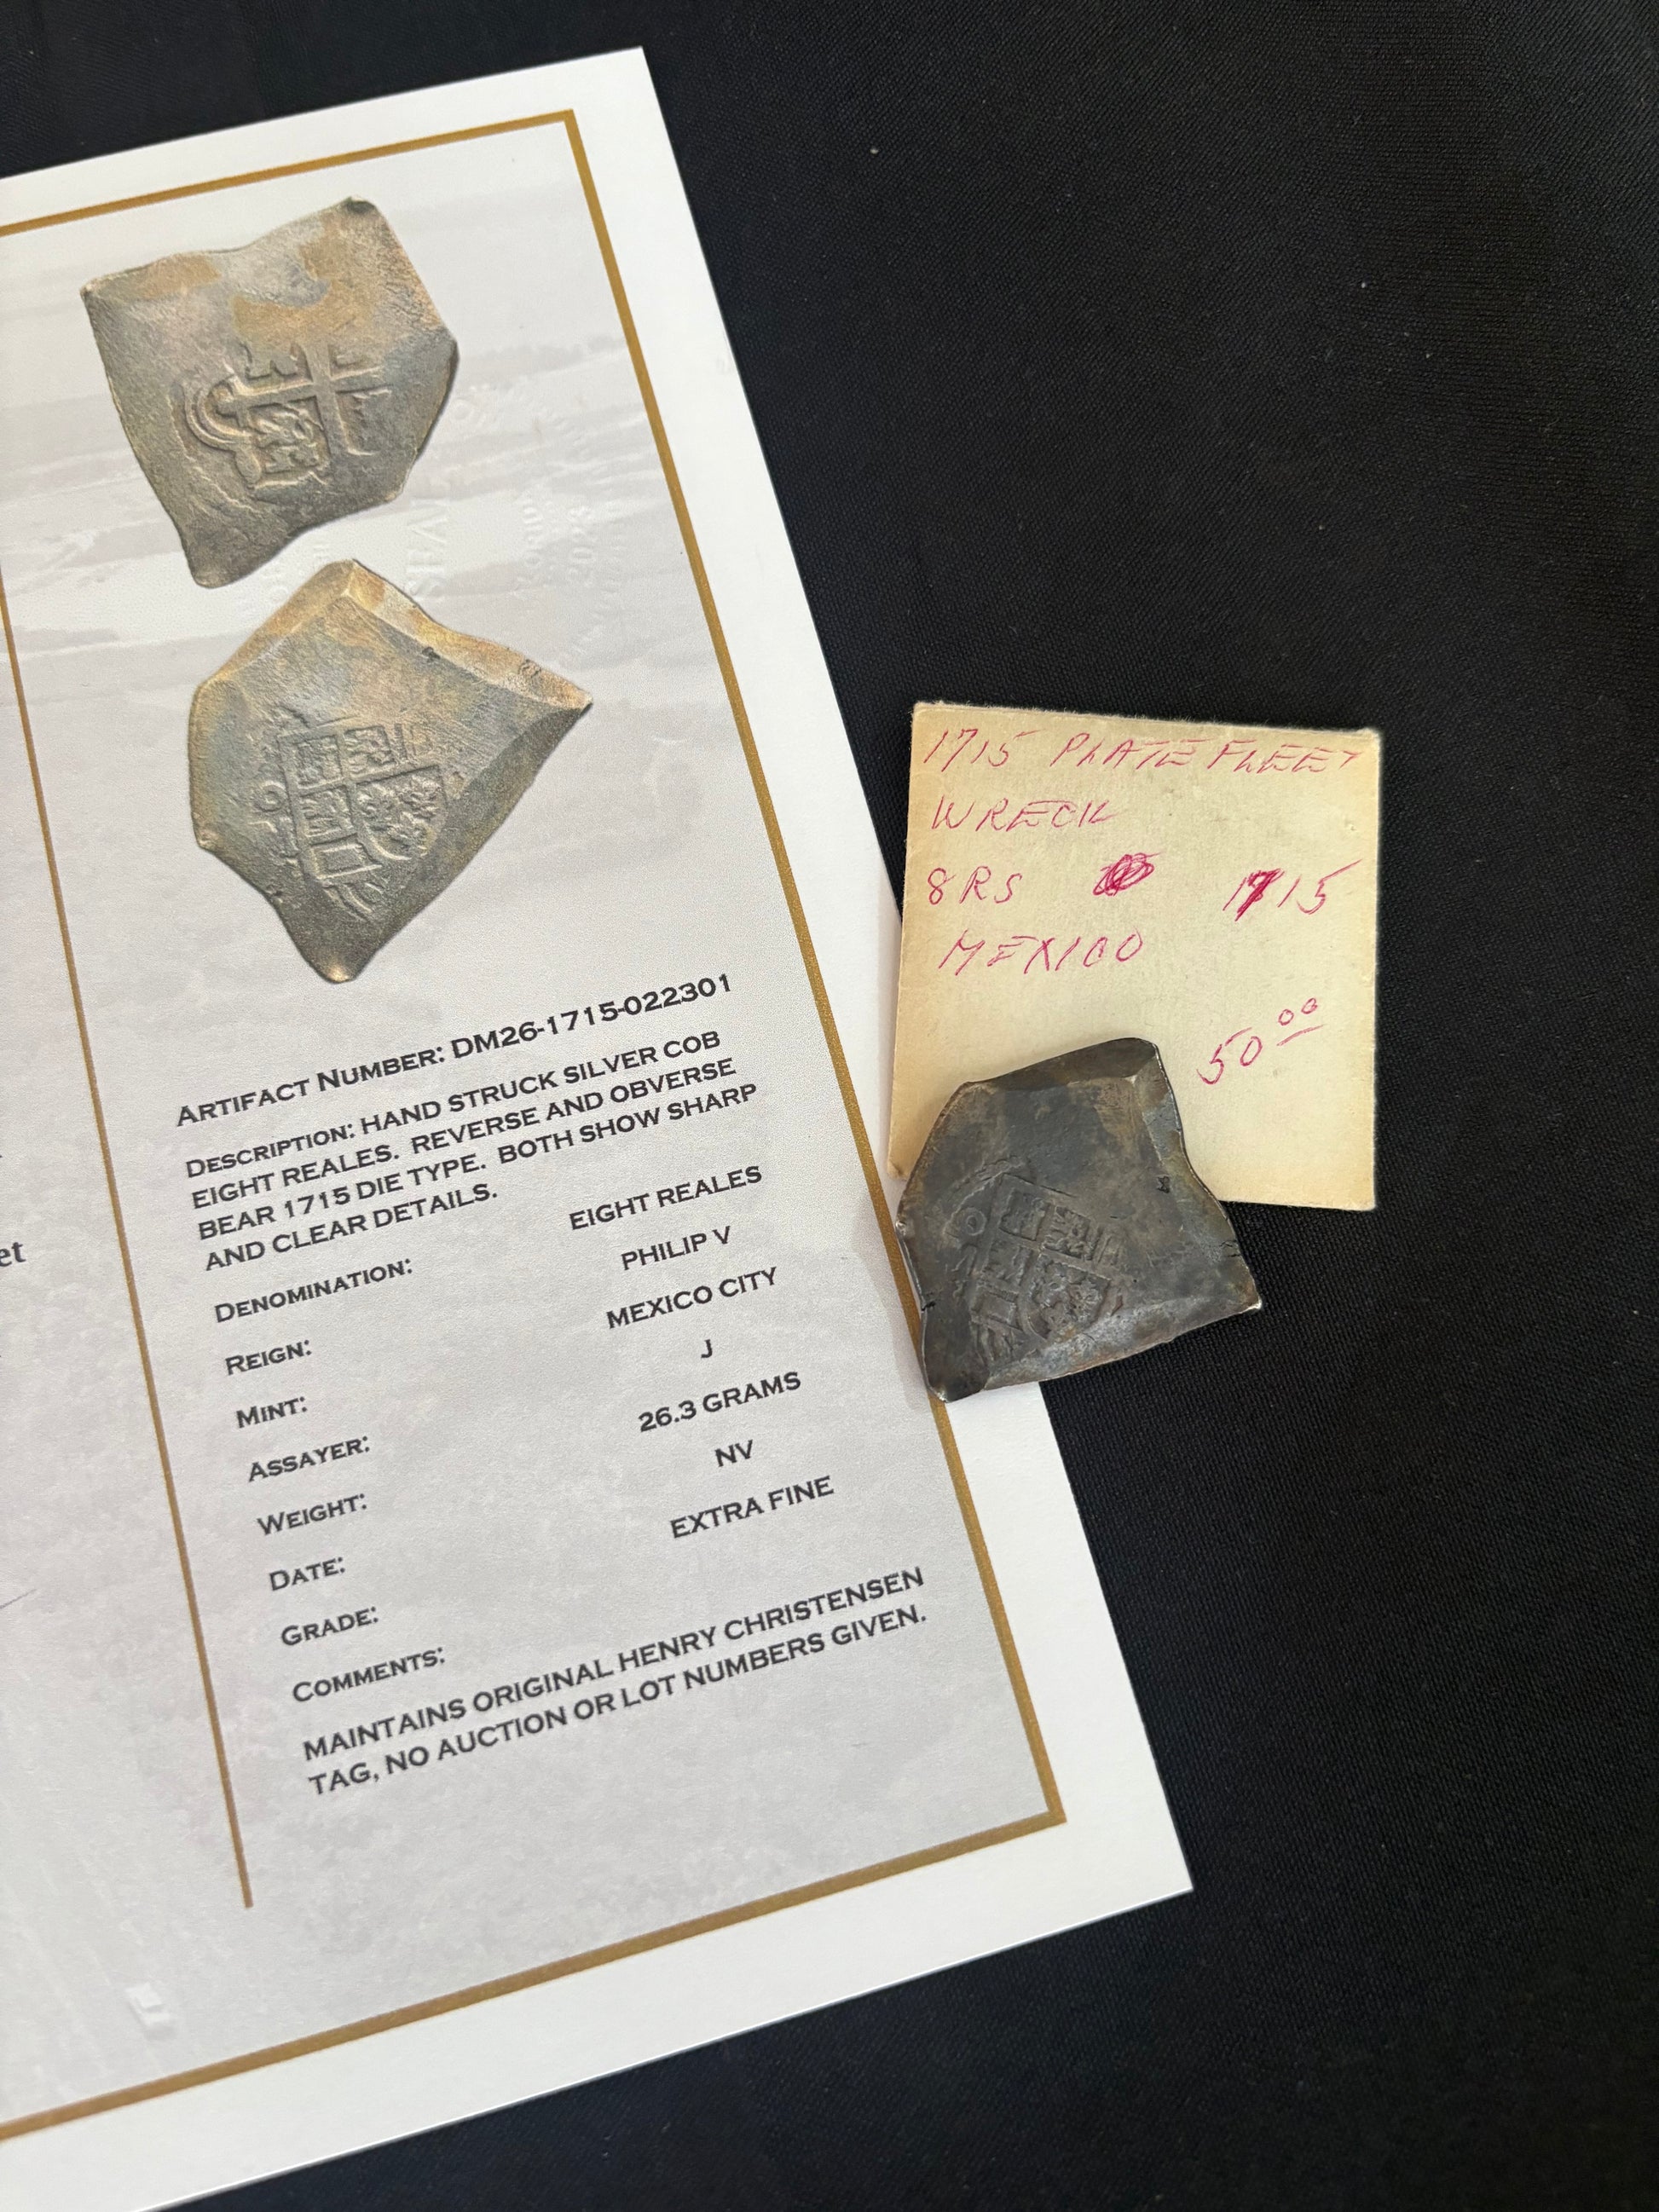 ARTIFACT NUMBER: DM26-1715-022301
DESCRIPTION: HAND STRUCK SILVER COB
EIGHT REALES. REVERSE AND OBVERSE
BEAR 1715 DIE TYPE. BOTH SHOW SHARP
AND CLEAR DETAILS.
DENOMINATION: EIGHT REALES
REIGN: PHILIP V
MINT: MEXICO CITY
ASSAYER: J
WEIGHT: 26.3 GRAMS
DATE: NV
GRADE: EXTRA FINE
COMMENTS:
MAINTAINS ORIGINAL HENRY CHRISTENSEN
TAG, NO AUCTION OR LOT NUMBERS GIVEN.
et
1715 PLATE FLEET
WRECK
8RS 1715
MEXICO
50.00